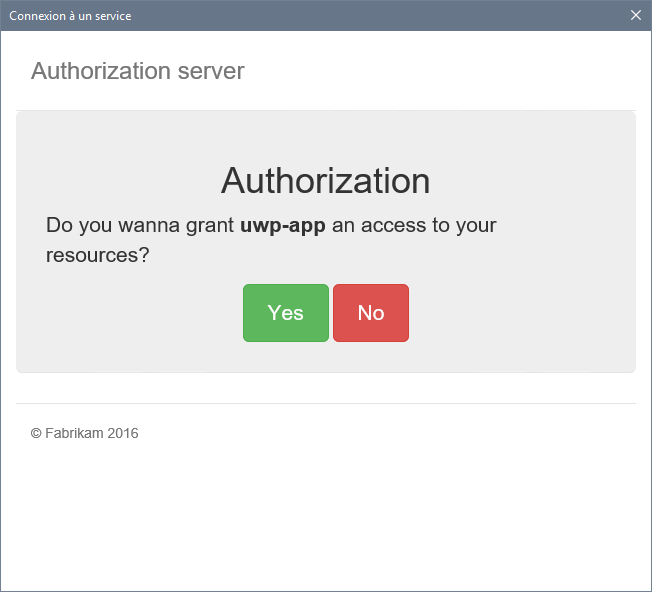 Connexion à un service
Authorization server
Authorization
Do you wanna grant uwp-app an access to your
resources?
Yes No
© Fabrikam 2016